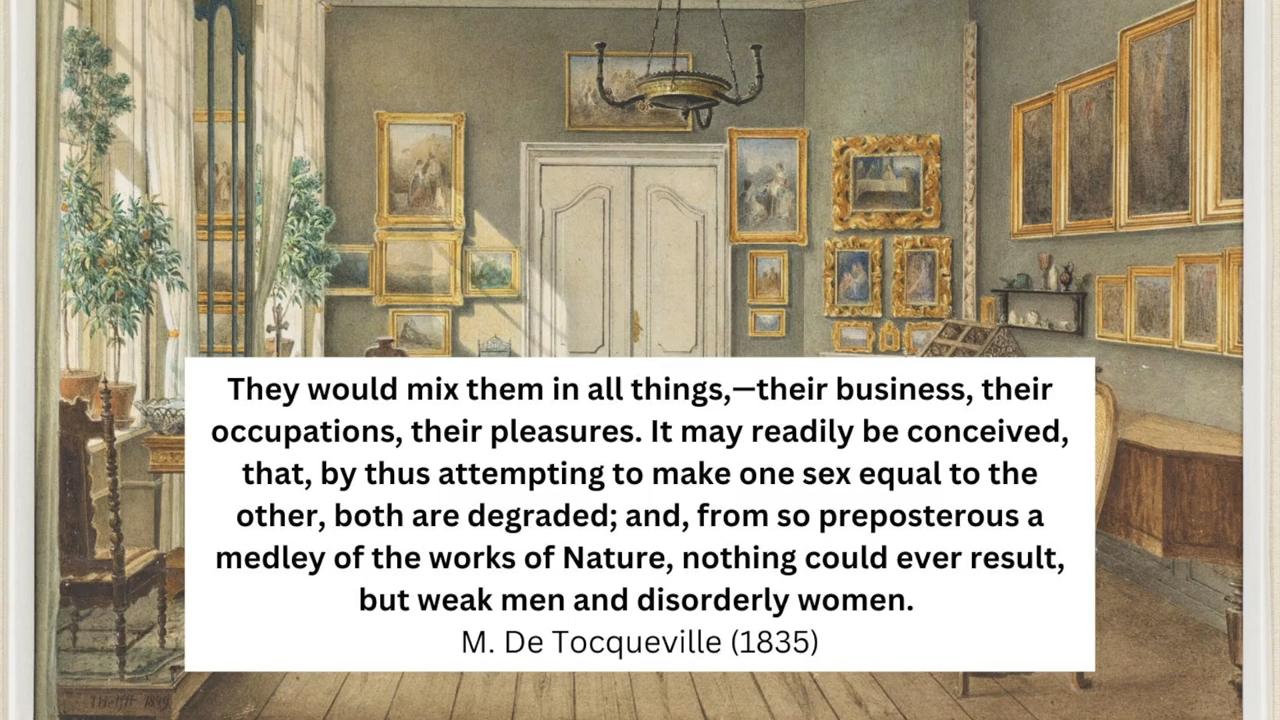 They would mix them in all things,—their business, their
occupations, their pleasures. It may readily be conceived,
that, by thus attempting to make one sex equal to the
other, both are degraded; and, from so preposterous a
medley of the works of Nature, nothing could ever result,
but weak men and disorderly women.
M. De Tocqueville (1835)